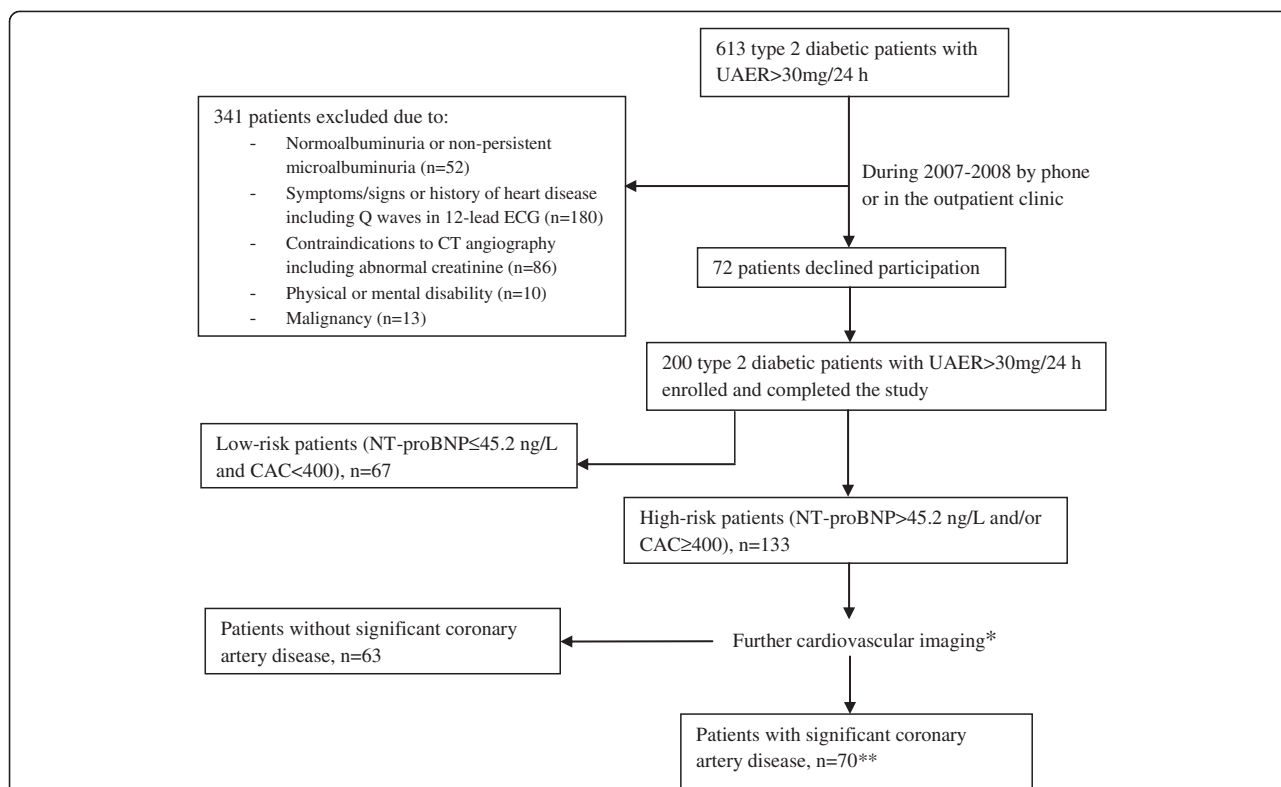 613 type 2 diabetic patients with
UAER>30mg/24 h
341 patients excluded due to:
- Normoalbuminuria or non-persistent
microalbuminuria (n=52)
- Symptoms/signs or history of heart disease
including Q waves in 12-lead ECG (n=180)
- Contraindications to CT angiography
including abnormal creatinine (n=86)
- Physical or mental disability (n=10)
- Malignancy (n=13)
During 2007-2008 by phone
or in the outpatient clinic
72 patients declined participation
200 type 2 diabetic patients with UAER>30mg/24 h
enrolled and completed the study
Low-risk patients (NT-proBNP≤45.2 ng/L
and CAC<400), n=67
High-risk patients (NT-proBNP>45.2 ng/L and/or
CAC≥400), n=133
Patients without significant coronary
artery disease, n=63
Further cardiovascular imaging*
Patients with significant coronary
artery disease, n=70**